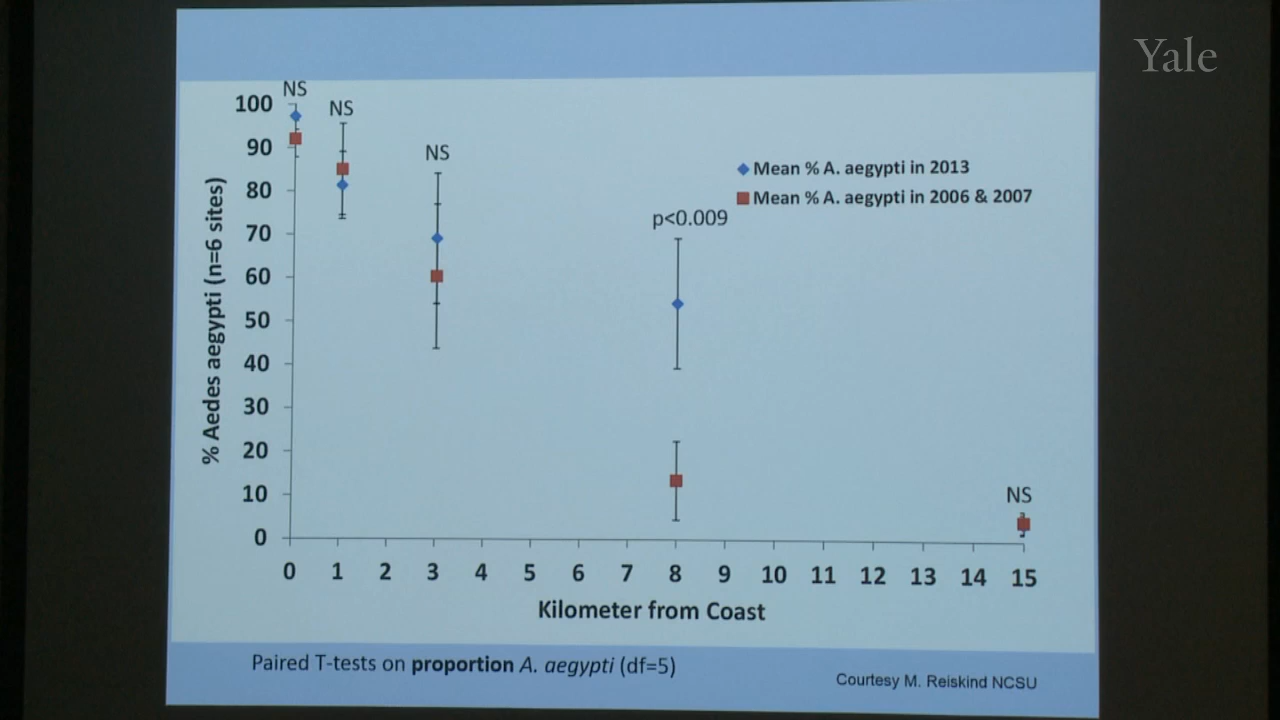 Yale
NS
NS
NS
p<0.009
NS
Mean % A. aegypti in 2013
Mean % A. aegypti in 2006 & 2007
% Aedes aegypti (n=6 sites)
100
90
80
70
60
50
40
30
20
10
0
0 1 2 3 4 5 6 7 8 9 10 11 12 13 14 15
Kilometer from Coast
Paired T-tests on proportion A. aegypti (df=5)
Courtesy M. Reiskind NCSU